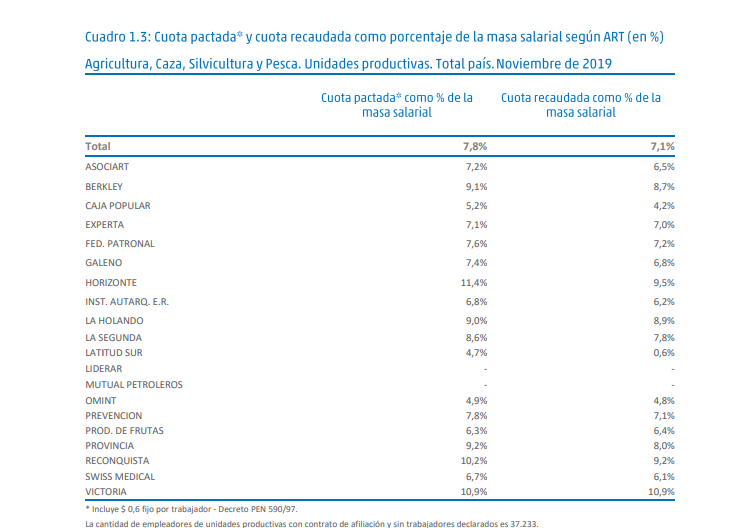 Cuadro 1.3: Cuota pactada* y cuota recaudada como porcentaje de la masa salarial según ART (en %)
Agricultura, Caza, Silvicultura y Pesca. Unidades productivas. Total país. Noviembre de 2019
Cuota pactada* como % de la masa salarial Cuota recaudada como % de la masa salarial
Total 7,8% 7,1%
ASOCIART 7,2% 6,5%
BERKLEY 9,1% 8,7%
CAJA POPULAR 5,2% 4,2%
EXPERTA 7,1% 7,0%
FED. PATRONAL 7,6% 7,2%
GALENO 7,4% 6,8%
HORIZONTE 11,4% 9,5%
INST. AUTARQ. E.R. 6,8% 6,2%
LA HOLANDO 9,0% 8,9%
LA SEGUNDA 8,6% 7,8%
LATITUD SUR 4,7% 0,6%
LIDERAR - -
MUTUAL PETROLEROS - -
OMINT 4,9% 4,8%
PREVENCION 7,8% 7,1%
PROD. DE FRUTAS 6,3% 6,4%
PROVINCIA 9,2% 8,0%
RECONQUISTA 10,2% 9,2%
SWISS MEDICAL 6,7% 6,1%
VICTORIA 10,9% 10,9%
* Incluye $ 0,6 fijo por trabajador - Decreto PEN 590/97.
La cantidad de empleadores de unidades productivas con contrato de afiliación y sin trabajadores declarados es 37.233.